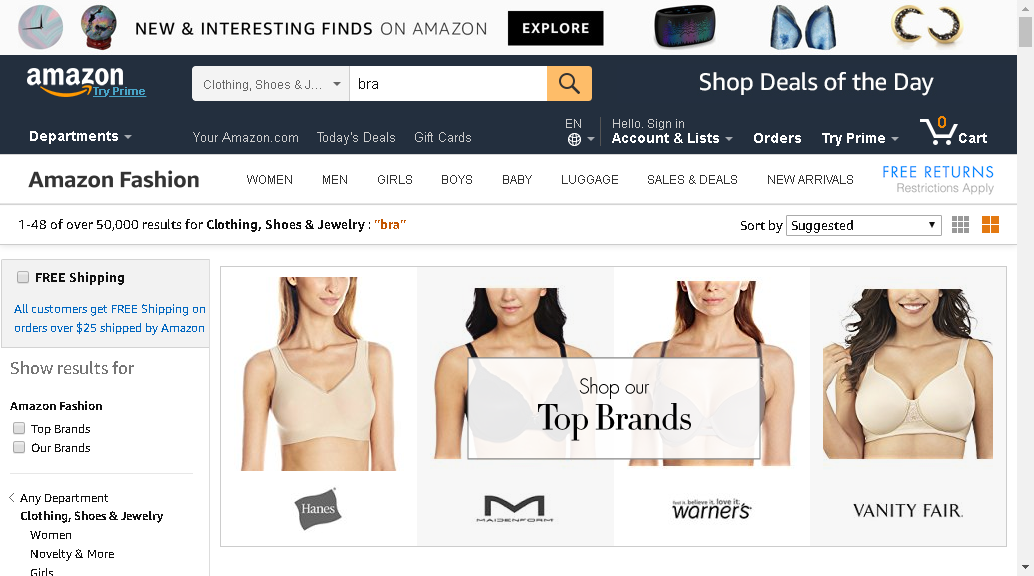 NEW & INTERESTING FINDS ON AMAZON EXPLORE
amazon
Try Prime
Clothing, Shoes & J... bra
Shop Deals of the Day
Departments
Your Amazon.com Today's Deals Gift Cards
EN
Hello. Sign in
Account & Lists
Orders
Try Prime
0
Cart
Amazon Fashion WOMEN MEN GIRLS BOYS BABY LUGGAGE SALES & DEALS NEW ARRIVALS
FREE RETURNS
Restrictions Apply
1-48 of over 50,000 results for Clothing, Shoes & Jewelry : "bra"
Sort by Suggested
FREE Shipping
All customers get FREE Shipping on
orders over $25 shipped by Amazon
Show results for
Amazon Fashion
Top Brands
Our Brands
Any Department
Clothing, Shoes & Jewelry
Women
Novelty & More
Girls
Shop our
Top Brands
Hanes
MAIDENFORM
feel it, believe it, love it:
warners
VANITY FAIR.